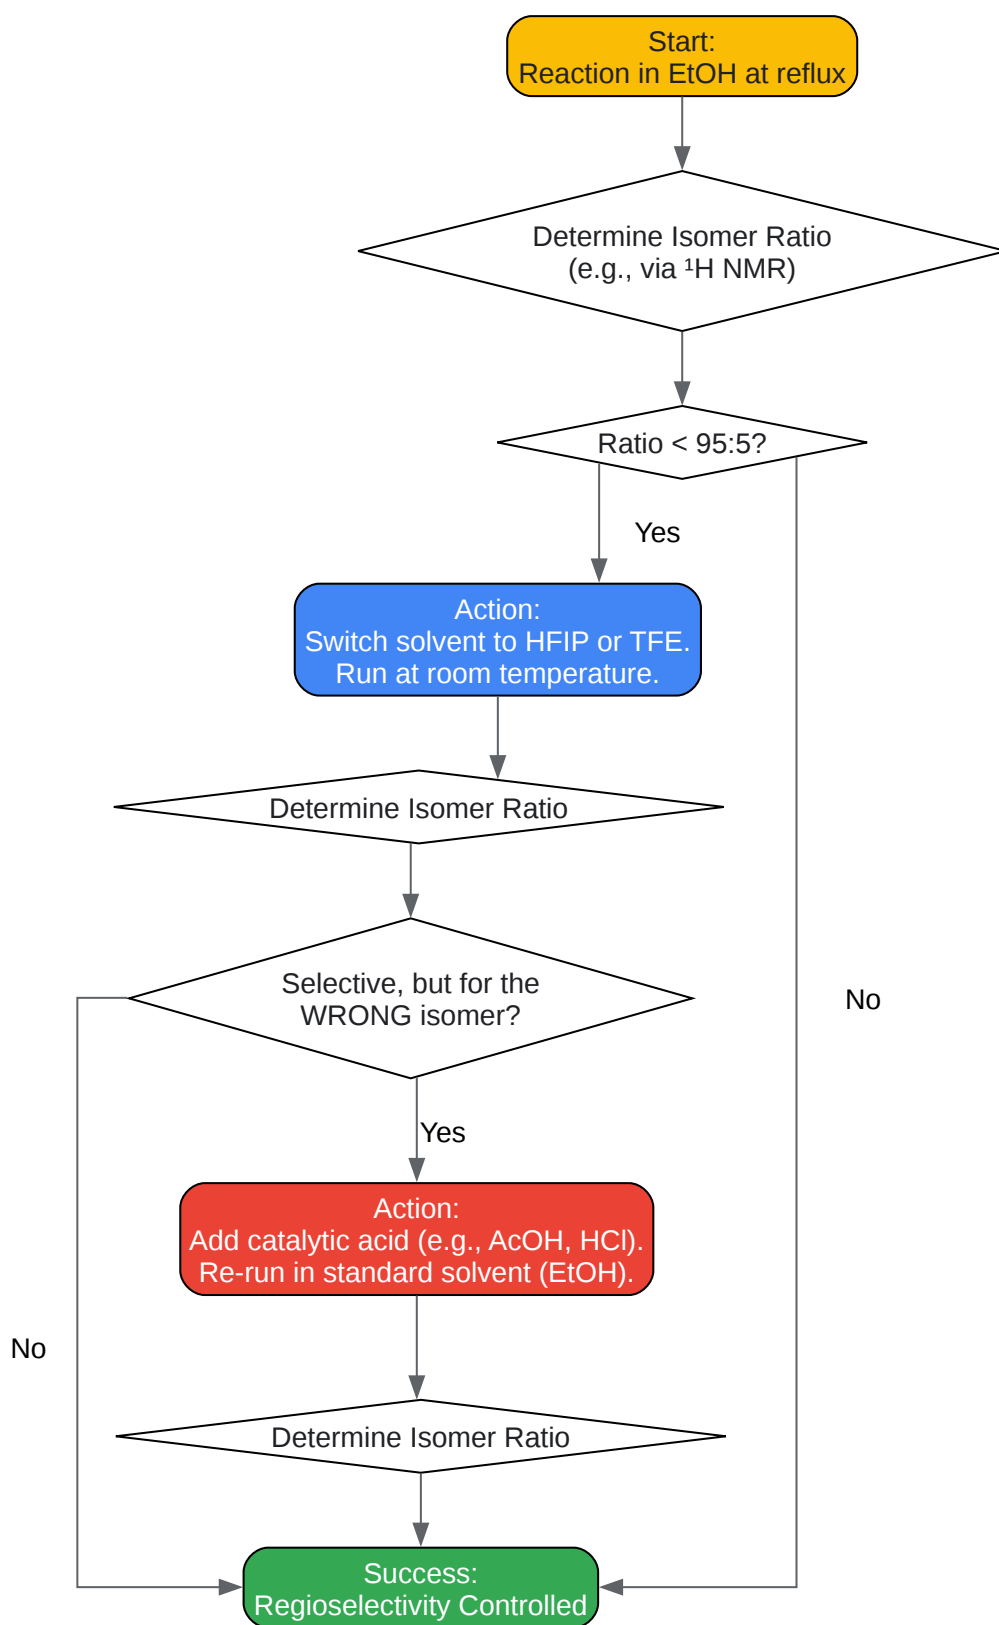 Start:
Reaction in EtOH at reflux
Determine Isomer Ratio
(e.g., via ¹H NMR)
Ratio < 95:5?
Yes
Action:
Switch solvent to HFIP or TFE.
Run at room temperature.
Determine Isomer Ratio
Selective, but for the
WRONG isomer?
No
Yes
Action:
Add catalytic acid (e.g., AcOH, HCl).
Re-run in standard solvent (EtOH).
No
Determine Isomer Ratio
Success:
Regioselectivity Controlled